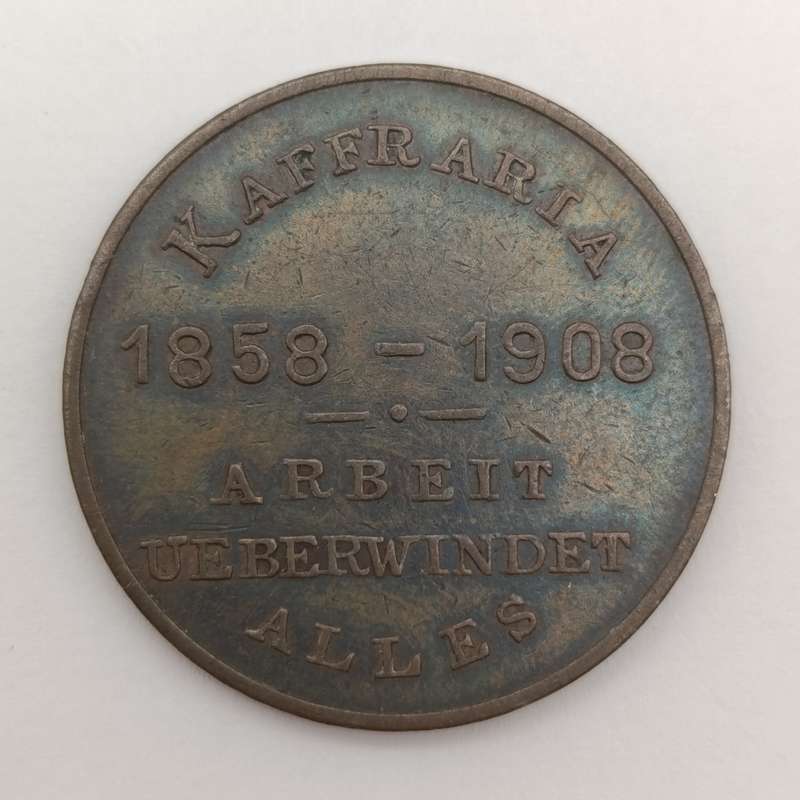 KAFFRARIA
1858 - 1908
ARBEIT
UEBERWINDET
ALLES